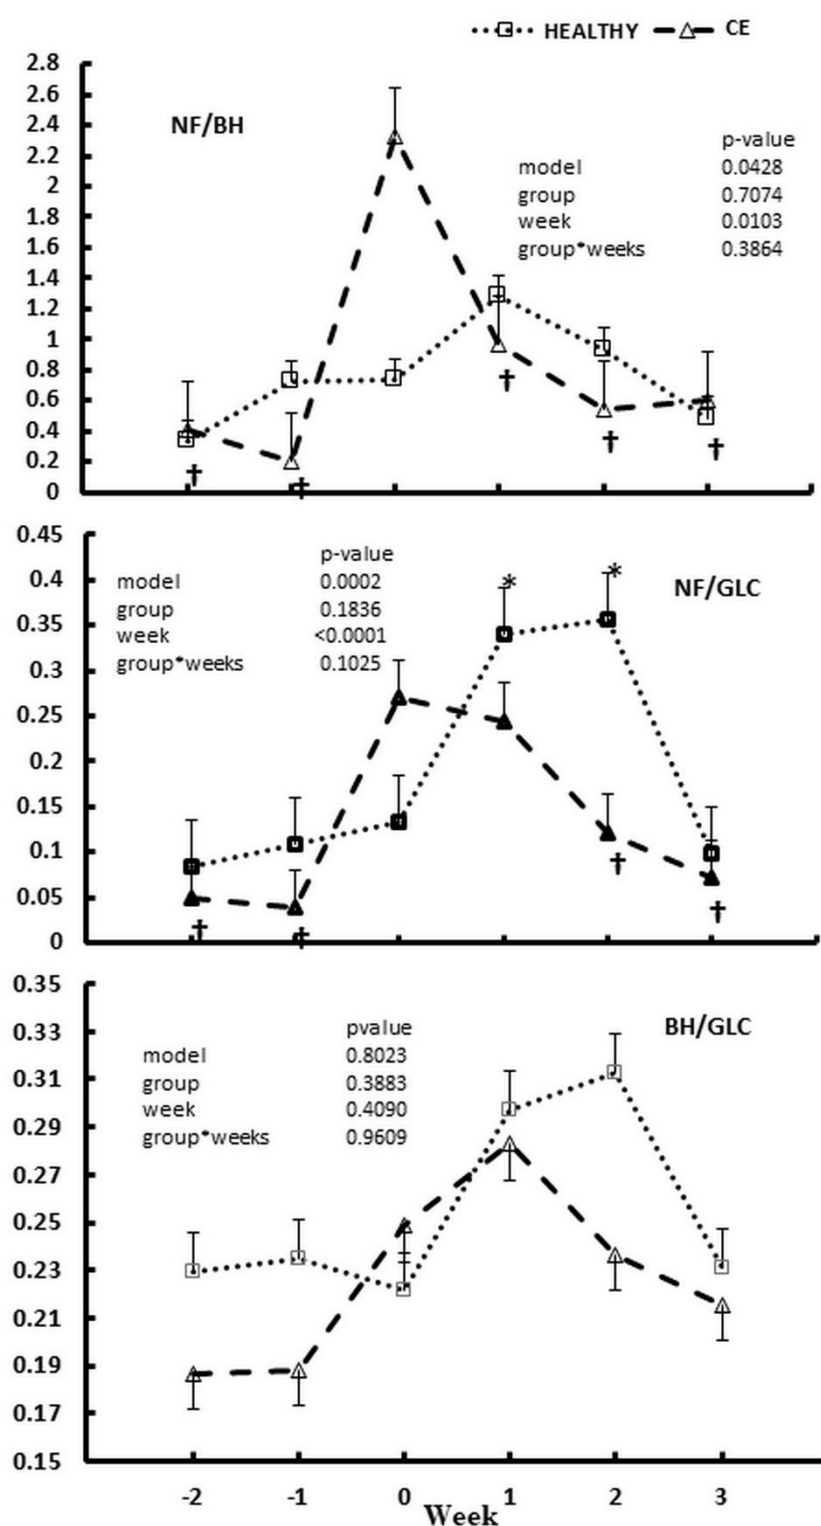 HEALTHY CE
2.8
2.6
2.4
2.2
2
1.8
1.6
1.4
1.2
1
0.8
0.6
0.4
0.2
0
NF/BH
p-value
model 0.0428
group 0.7074
week 0.0103
group*weeks 0.3864
†
†
†
†
†
0.45
0.4
0.35
0.3
0.25
0.2
0.15
0.1
0.05
0
p-value
model 0.0002
group 0.1836
week <0.0001
group*weeks 0.1025
NF/GLC
*
*
†
†
†
†
0.35
0.33
0.31
0.29
0.27
0.25
0.23
0.21
0.19
0.17
0.15
pvalue
model 0.8023
group 0.3883
week 0.4090
group*weeks 0.9609
BH/GLC
-2 -1 0 1 2 3
Week